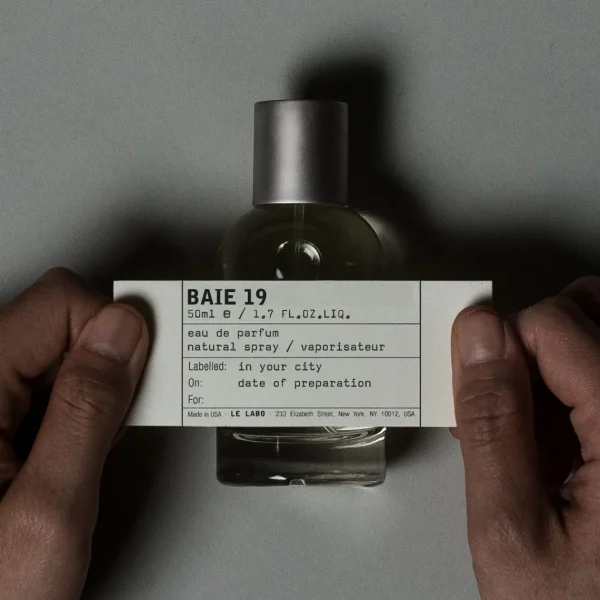 BAIE 19
50ml ℮ / 1.7 FL.OZ.LIQ.
eau de parfum
natural spray / vaporisateur
Labelled: in your city
On: date of preparation
For:
Made in USA - LE LABO - 233 Elizabeth Street, New York, NY 10012, USA